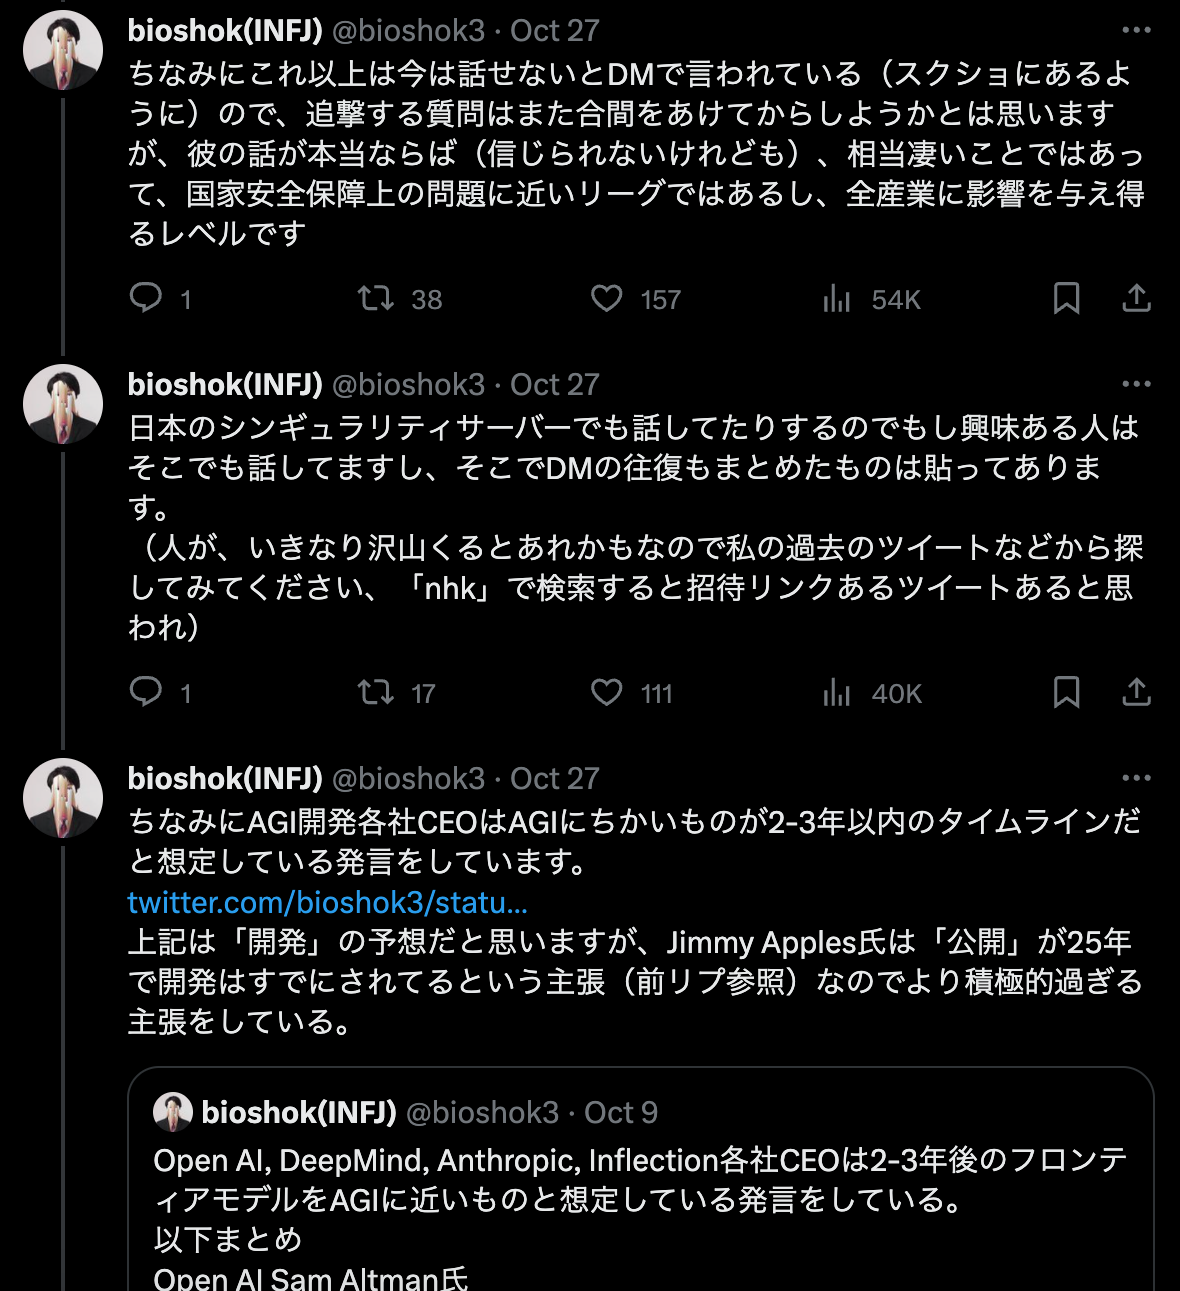 bioshok(INFJ) @bioshok3 · Oct 27
ちなみにこれ以上は今は話せないとDMで言われている（スクショにあるよ
うに）ので、追撃する質問はまた合間をあけてからしようかとは思います
が、彼の話が本当ならば（信じられないけれども）、相当凄いことではあっ
て、国家安全保障上の問題に近いリーグではあるし、全産業に影響を与え得
るレベルです
1 38 157 54K
bioshok(INFJ) @bioshok3 · Oct 27
日本のシンギュラリティサーバーでも話してたりするのでもし興味ある人は
そこでも話してますし、そこでDMの往復もまとめたものは貼ってありま
す。
（人が、いきなり沢山くるとあれかもなので私の過去のツイートなどから探
してみてください、「nhk」で検索すると招待リンクあるツイートあると思
われ）
1 17 111 40K
bioshok(INFJ) @bioshok3 · Oct 27
ちなみにAGI開発各社CEOはAGIにちかいものが2-3年以内のタイムラインだ
と想定している発言をしています。
twitter.com/bioshok3/statu...
上記は「開発」の予想だと思いますが、Jimmy Apples氏は「公開」が25年
で開発はすでにされてるという主張（前リプ参照）なのでより積極的過ぎる
主張をしている。
bioshok(INFJ) @bioshok3 · Oct 9
Open AI, DeepMind, Anthropic, Inflection各社CEOは2-3年後のフロンテ
ィアモデルをAGIに近いものと想定している発言をしている。
以下まとめ
Open AI Sam Altman氏